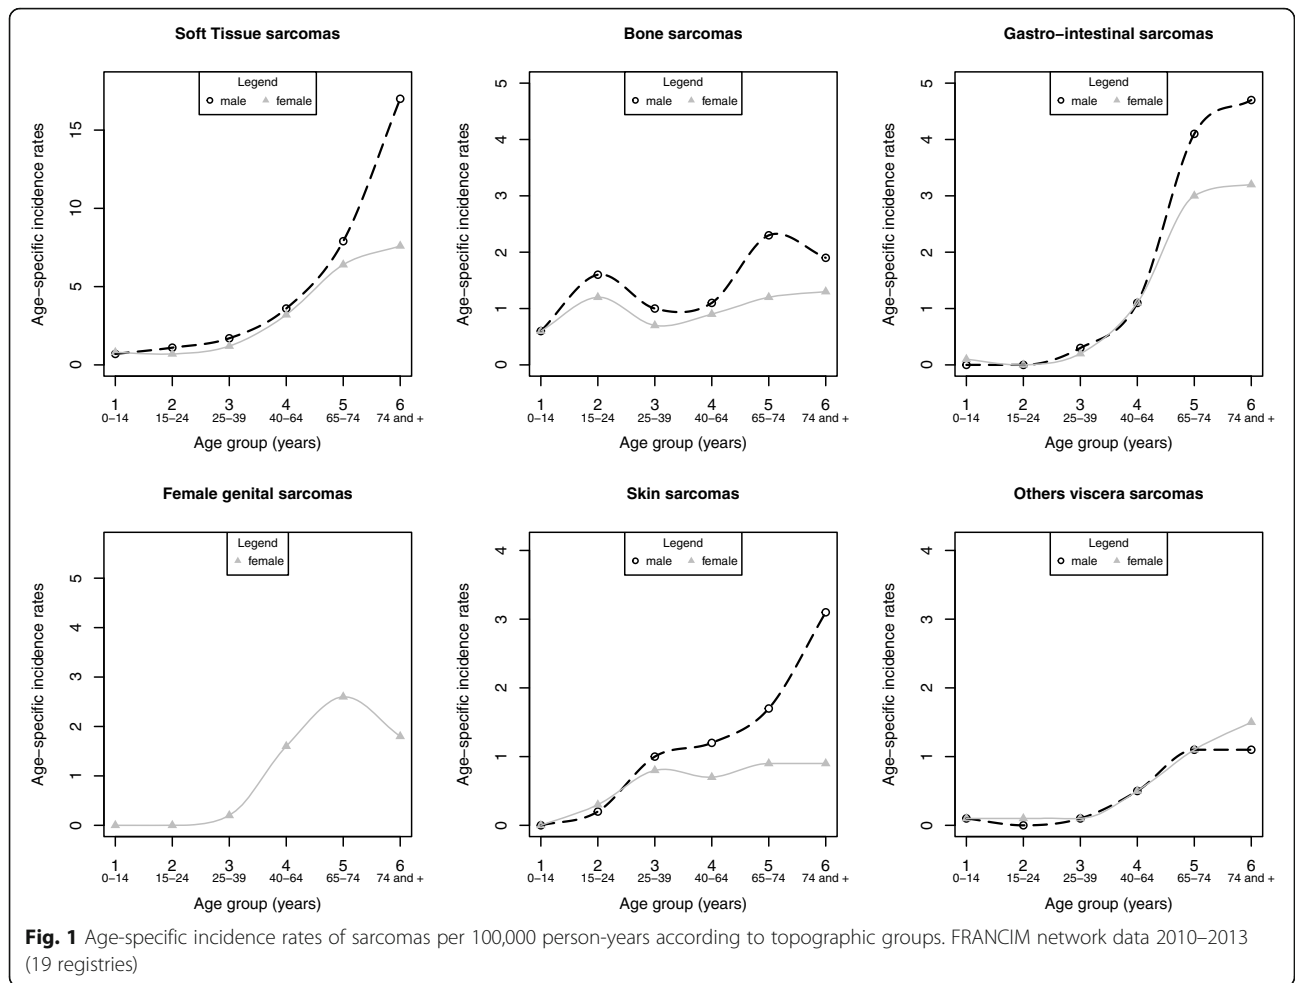 Soft Tissue sarcomas
Legend
male female
Age-specific incidence rates
0 5 10 15
1 2 3 4 5 6
0–14 15–24 25–39 40–64 65–74 74 and +
Age group (years)
Bone sarcomas
Legend
male female
Age-specific incidence rates
0 1 2 3 4 5
1 2 3 4 5 6
0–14 15–24 25–39 40–64 65–74 74 and +
Age group (years)
Gastro-intestinal sarcomas
Legend
male female
Age-specific incidence rates
0 1 2 3 4 5
1 2 3 4 5 6
0–14 15–24 25–39 40–64 65–74 74 and +
Age group (years)
Female genital sarcomas
Legend
female
Age-specific incidence rates
0 1 2 3 4 5
1 2 3 4 5 6
0–14 15–24 25–39 40–64 65–74 74 and +
Age group (years)
Skin sarcomas
Legend
male female
Age-specific incidence rates
0 1 2 3 4
1 2 3 4 5 6
0–14 15–24 25–39 40–64 65–74 74 and +
Age group (years)
Others viscera sarcomas
Legend
male female
Age-specific incidence rates
0 1 2 3 4
1 2 3 4 5 6
0–14 15–24 25–39 40–64 65–74 74 and +
Age group (years)
Fig. 1 Age-specific incidence rates of sarcomas per 100,000 person-years according to topographic groups. FRANCIM network data 2010–2013
(19 registries)